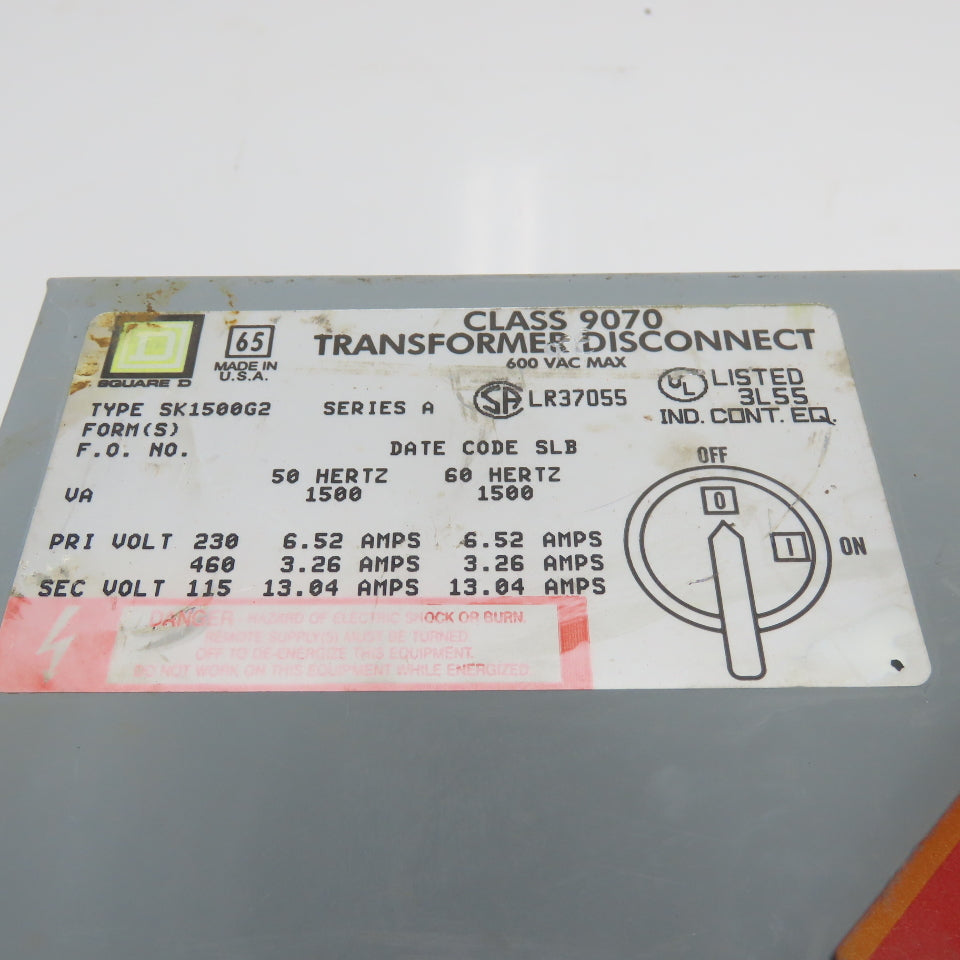 CLASS 9070
TRANSFORMER DISCONNECT
600 VAC MAX
D
SQUARE D
65
MADE IN
U.S.A.
SA LR37055
UL LISTED
3L55
IND. CONT. EQ.
TYPE SK1500G2 SERIES A
FORM(S)
F.O. NO. DATE CODE SLB
50 HERTZ 60 HERTZ
VA 1500 1500
PRI VOLT 230 6.52 AMPS 6.52 AMPS
460 3.26 AMPS 3.26 AMPS
SEC VOLT 115 13.04 AMPS 13.04 AMPS
OFF
O
I ON
DANGER HAZARD OF ELECTRIC SHOCK OR BURN.
REMOTE SUPPLY(S) MUST BE TURNED
OFF TO DE-ENERGIZE THIS EQUIPMENT.
DO NOT WORK ON THIS EQUIPMENT WHILE ENERGIZED